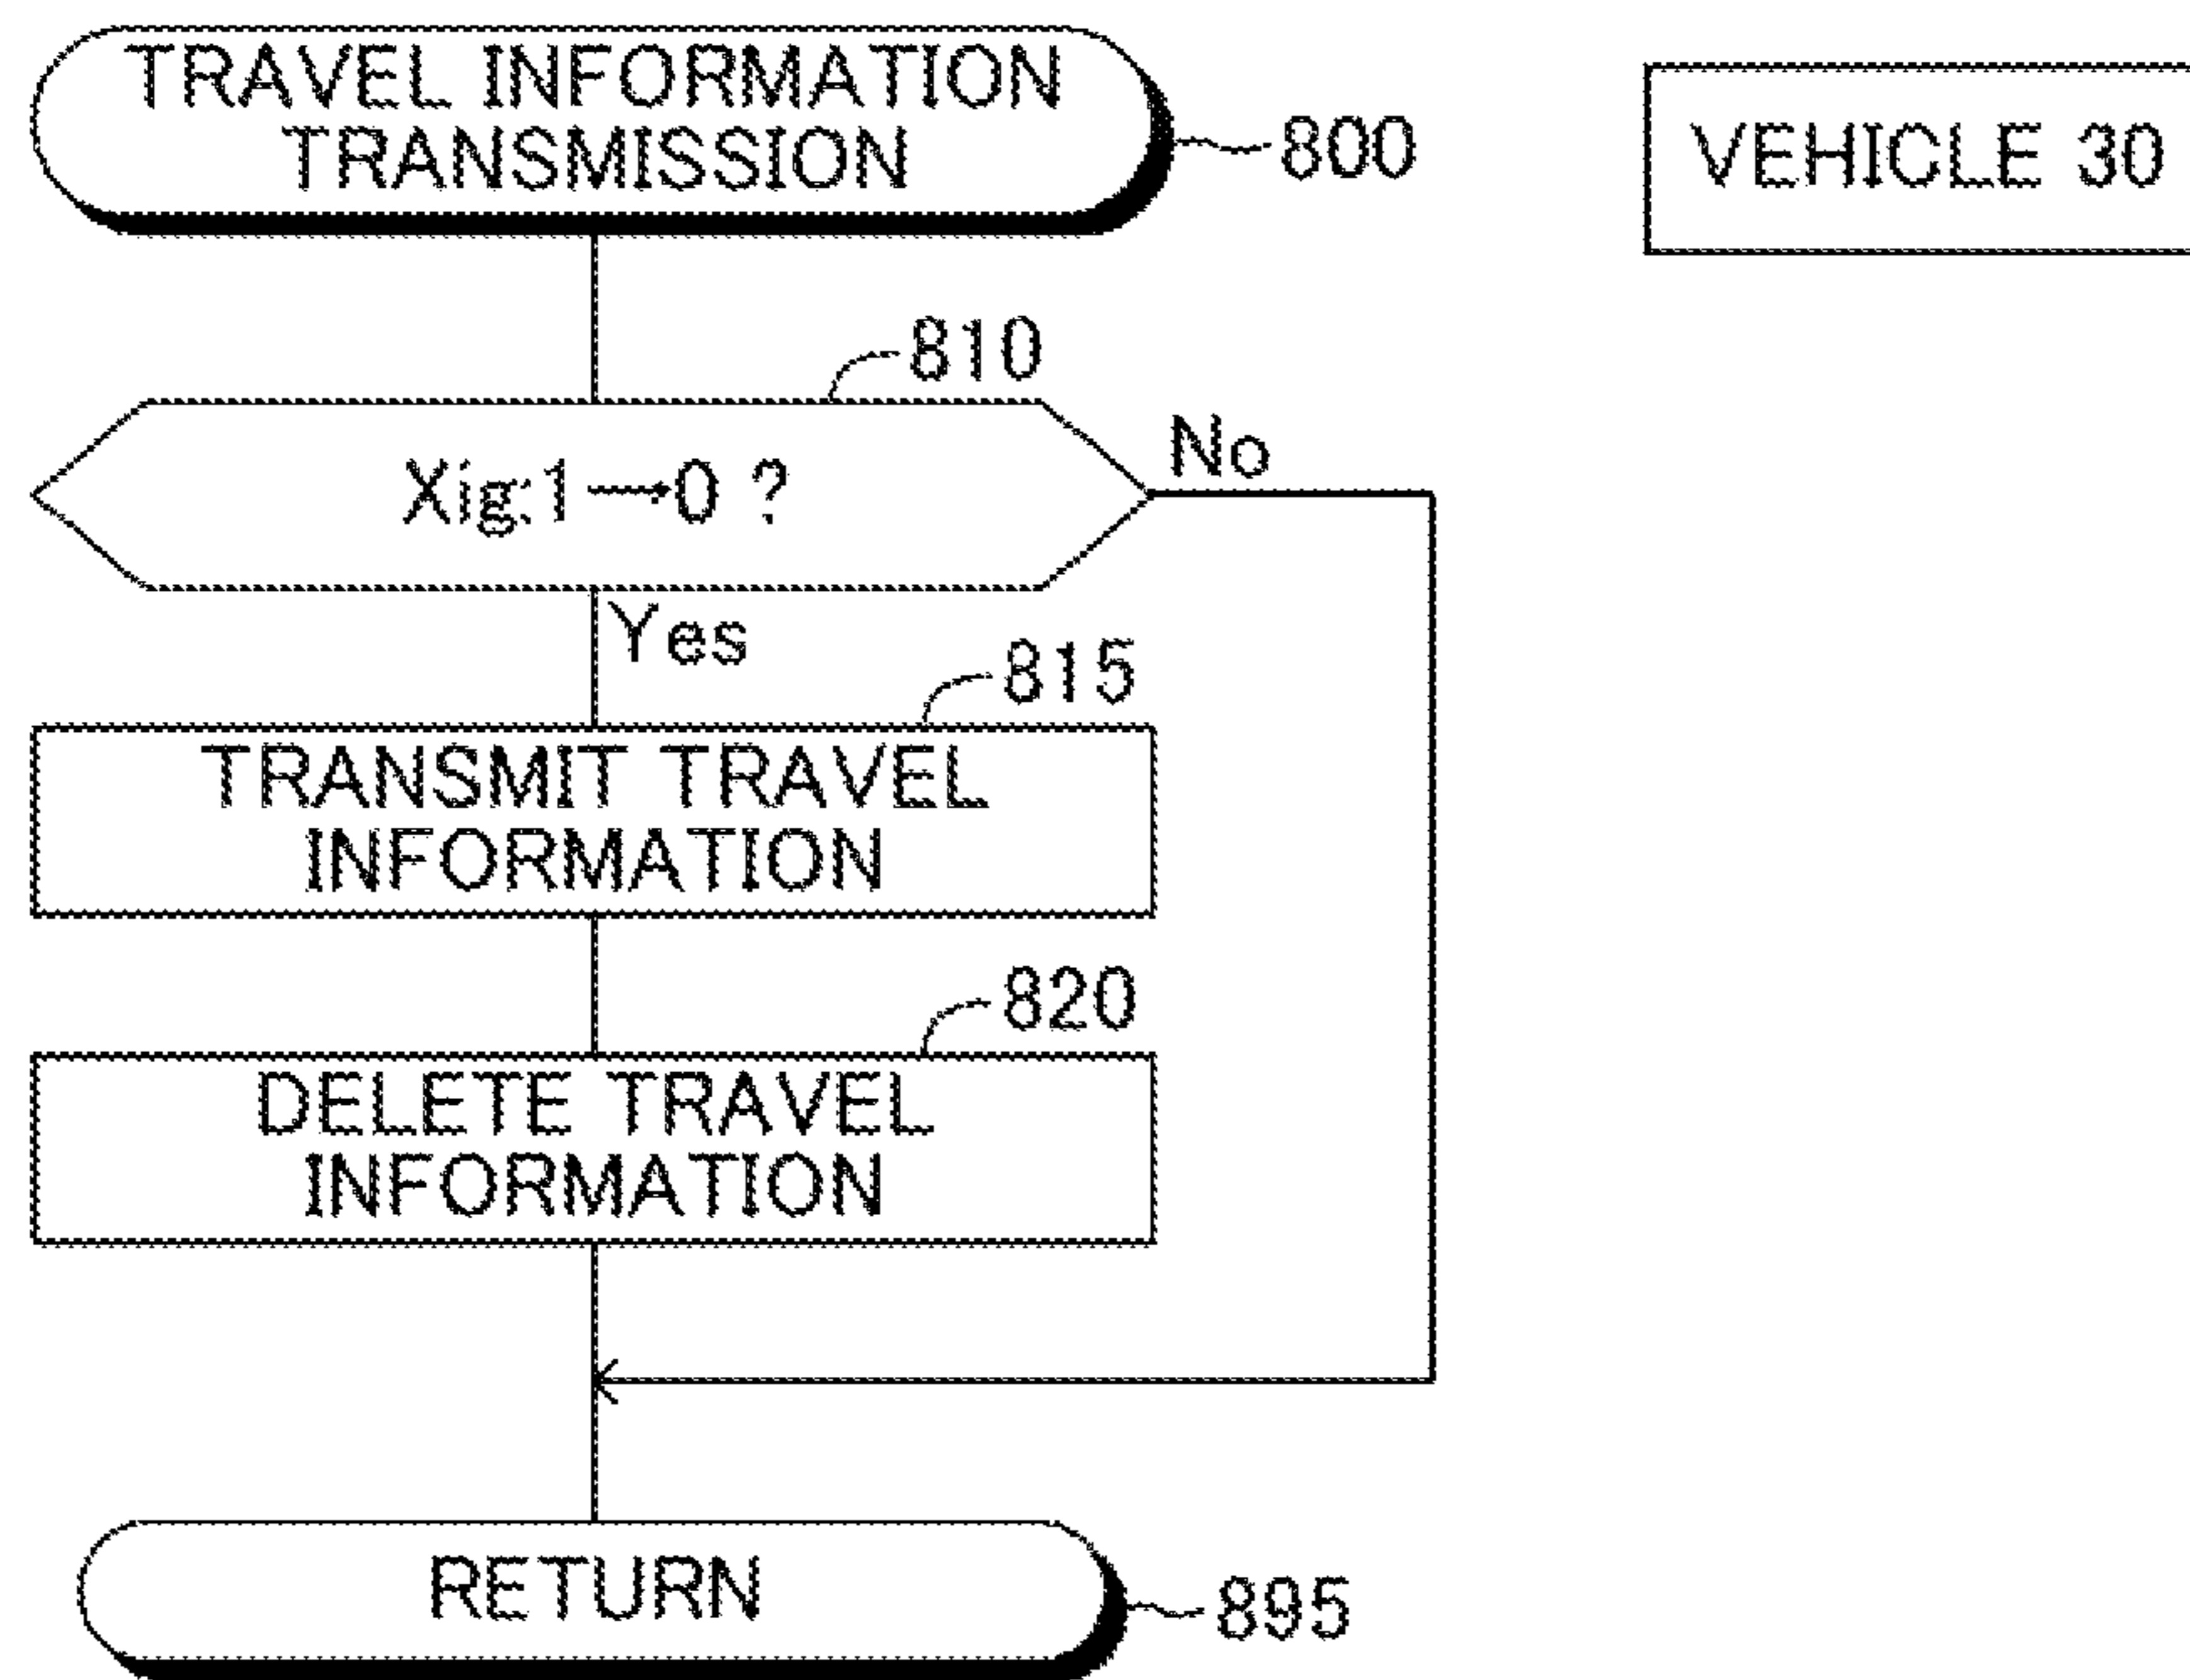 TRAVEL INFORMATION
TRANSMISSION
800
VEHICLE 30
810
Xig:1→0 ?
No
Yes
815
TRANSMIT TRAVEL
INFORMATION
820
DELETE TRAVEL
INFORMATION
RETURN
895